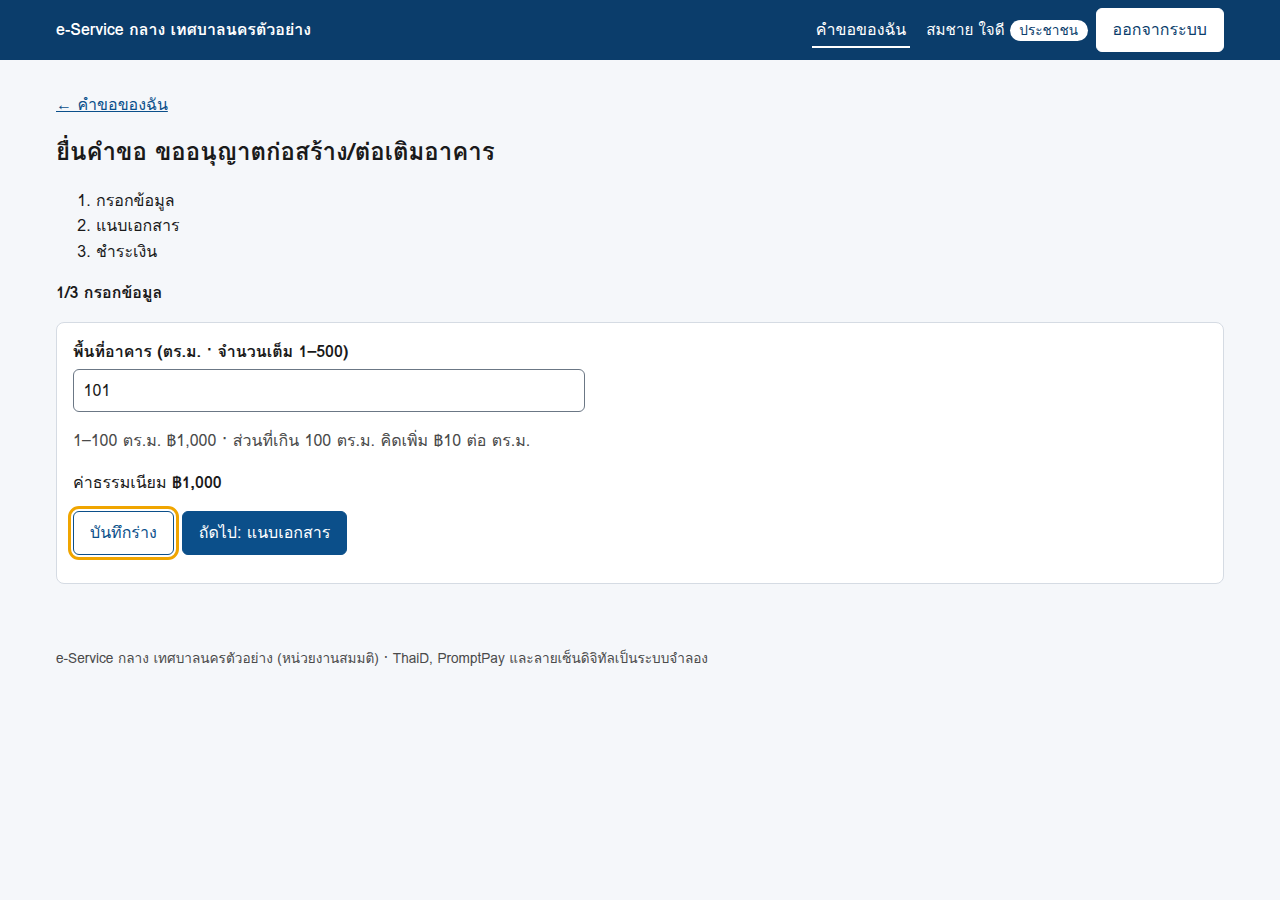 e-Service กลาง เทศบาลนครตัวอย่าง
คำขอของฉัน
สมชาย ใจดี ประชาชน
ออกจากระบบ
← คำขอของฉัน
ยื่นคำขอ ขออนุญาตก่อสร้าง/ต่อเติมอาคาร
1. กรอกข้อมูล
2. แนบเอกสาร
3. ชำระเงิน
1/3 กรอกข้อมูล
พื้นที่อาคาร (ตร.ม. · จำนวนเต็ม 1–500)
101
1–100 ตร.ม. ฿1,000 · ส่วนที่เกิน 100 ตร.ม. คิดเพิ่ม ฿10 ต่อ ตร.ม.
ค่าธรรมเนียม ฿1,000
บันทึกร่าง
ถัดไป: แนบเอกสาร
e-Service กลาง เทศบาลนครตัวอย่าง (หน่วยงานสมมติ) · ThaiD, PromptPay และลายเซ็นดิจิทัลเป็นระบบจำลอง